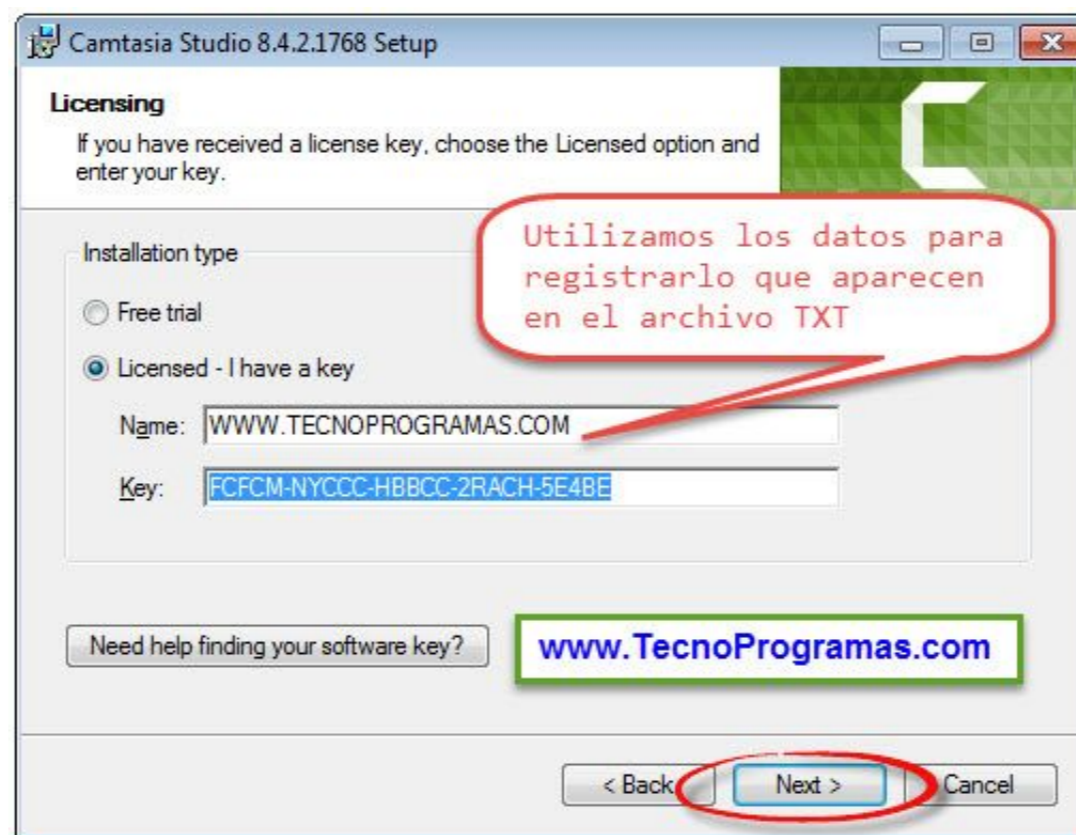 Camtasia Studio 8.4.2.1768 Setup
Licensing
If you have received a license key, choose the Licensed option and
enter your key.
Utilizamos los datos para
registrarlo que aparecen
en el archivo TXT
Installation type
Free trial
Licensed - I have a key
Name: WWW.TECNOPROGRAMAS.COM
Key: FCFCM-NYCCC-HBBCC-2RACH-5E4BE
Need help finding your software key?
www.TecnoProgramas.com
< Back Next > Cancel